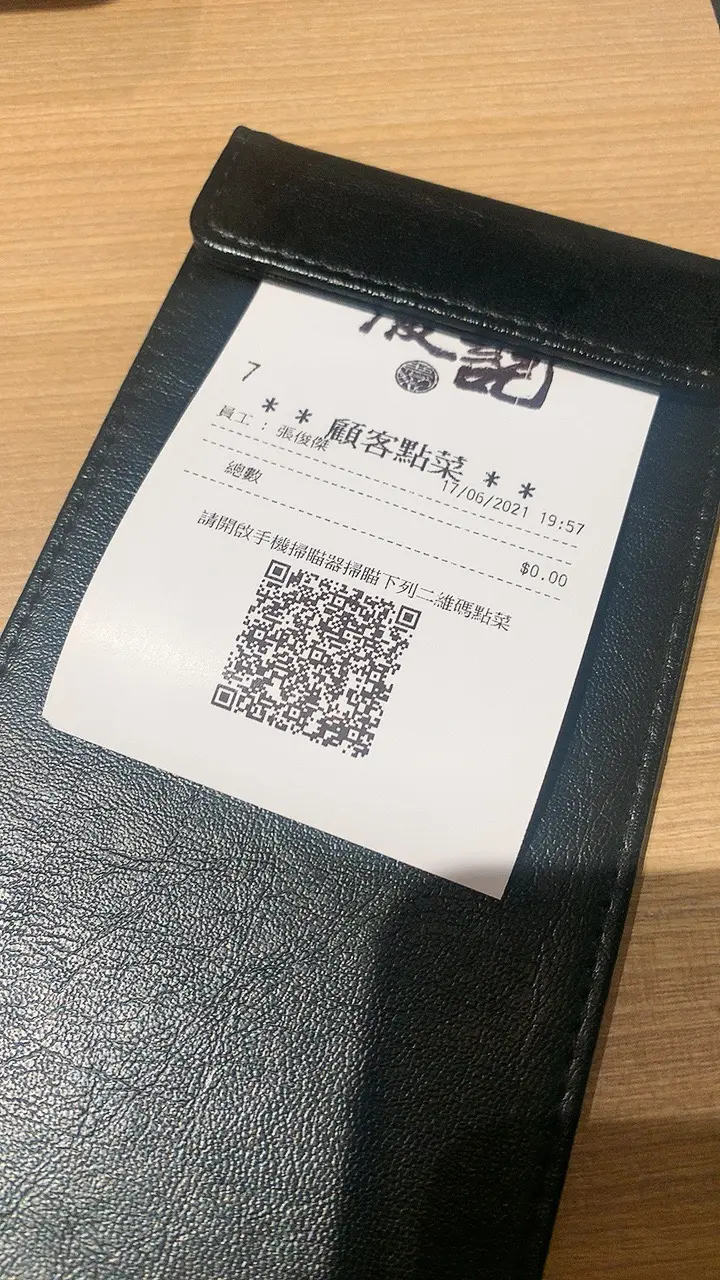 記
7
* * 顧客點菜 * *
員工 : 張俊傑
17/06/2021 19:57
總數
$0.00
請開啟手機掃瞄器掃瞄下列二維碼點菜